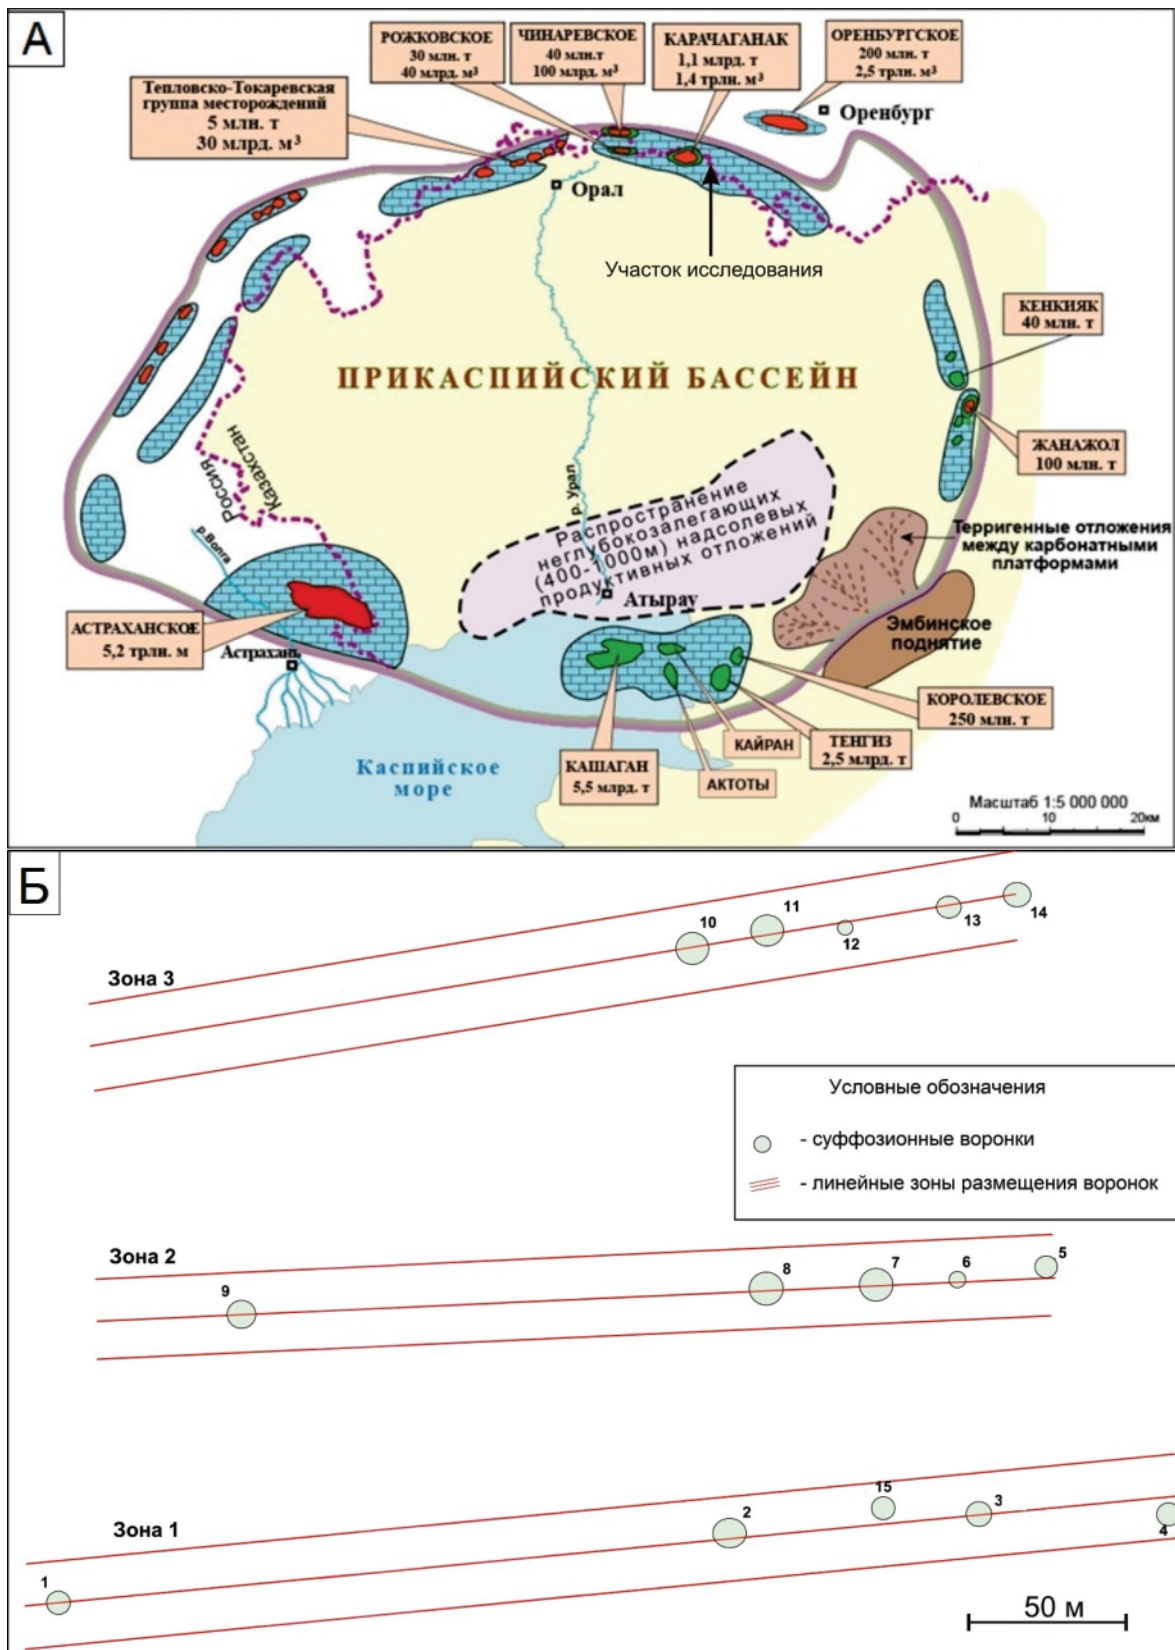 А
РОЖКОВСКОЕ
30 млн. т
40 млрд. м³
ЧИНАРЕВСКОЕ
40 млн.т
100 млрд. м³
КАРАЧАГАНАК
1,1 млрд. т
1,4 трлн. м³
ОРЕНБУРГСКОЕ
200 млн. т
2,5 трлн. м³
Оренбург
Тепловско-Токаревская
группа месторождений
5 млн. т
30 млрд. м³
Орал
Участок исследования
КЕНКИЯК
40 млн. т
ПРИКАСПИЙСКИЙ БАССЕЙН
ЖАНАЖОЛ
100 млн. т
Россия
Казахстан
р. Волга
р. Урал
Распространение
неглубокозалегающих
(400-1000м) надсолевых
продуктивных отложений
Терригенные отложения
между карбонатными
платформами
Атырау
Эмбинское
поднятие
АСТРАХАНСКОЕ
5,2 трлн. м
Астрахань
КОРОЛЕВСКОЕ
250 млн. т
КАЙРАН
ТЕНГИЗ
2,5 млрд. т
КАШАГАН
5,5 млрд. т
АКТОТЫ
Каспийское
море
Масштаб 1:5 000 000
0 10 20км
Б
10
11
12
13
14
Зона 3
Условные обозначения
- суффозионные воронки
- линейные зоны размещения воронок
Зона 2
9
8
7
6
5
Зона 1
1
2
15
3
4
50 м